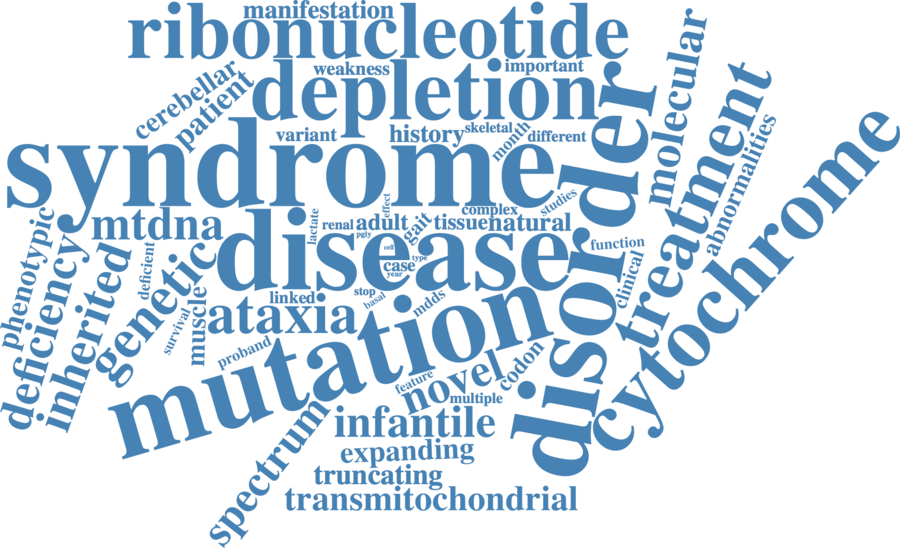 manifestation
ribonucleotide
weakness
important
depletion
cerebellar
patient
molecular
variant
history
skeletal
month
different
disorder
treatment
syndrome
abnormalities
cytochrome
phenotypic
mtdna
lactate
renal
effect
adult
gait
complex
tissue
natural
studies
pgly
disease
cell
type
case
year
function
clinical
deficiency
inherited
deficient
genetic
survival
muscle
linked
stop
basal
mdds
ataxia
mutation
proband
feature
novel
codon
multiple
spectrum
infantile
expanding
truncating
transmitochondrial